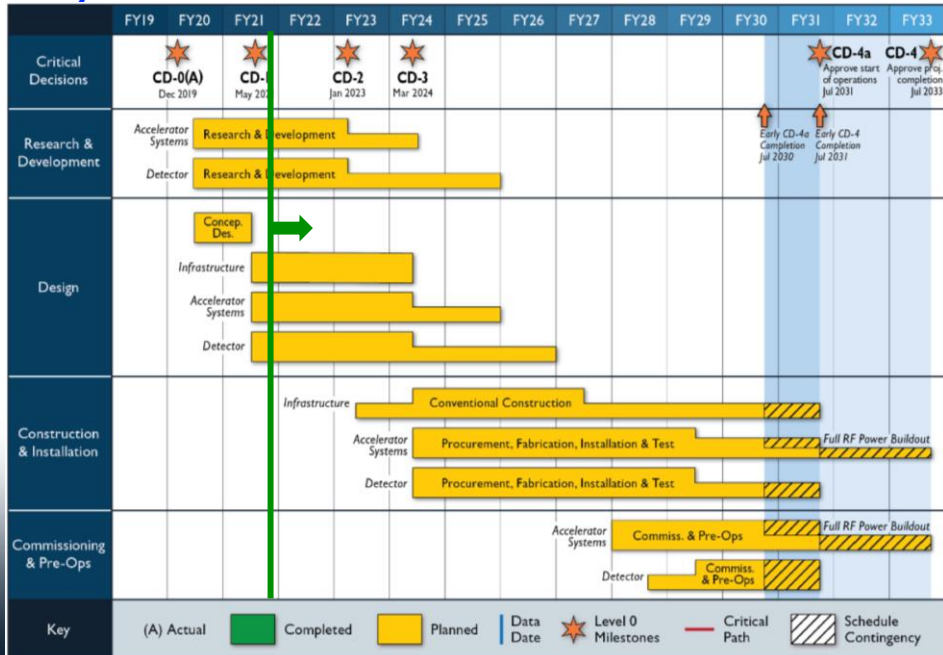 FY19 FY20 FY21 FY22 FY23 FY24 FY25 FY26 FY27 FY28 FY29 FY30 FY31 FY32 FY33
Critical
Decisions
CD-0(A)
Dec 2019
CD-1
May
CD-2
Jan 2023
CD-3
Mar 2024
CD-4a
Approve start
of operations
Jul 2031
CD-4
Approve proj.
completion
Jul 2033
Early CD-4a
Completion
Jul 2030
Early CD-4
Completion
Jul 2031
Research &
Development
Accelerator
Systems
Research & Development
Detector
Research & Development
Design
Concep.
Des.
Infrastructure
Accelerator
Systems
Detector
Construction
& Installation
Infrastructure
Conventional Construction
Accelerator
Systems
Procurement, Fabrication, Installation & Test
Full RF Power Buildout
Detector
Procurement, Fabrication, Installation & Test
Commissioning
& Pre-Ops
Accelerator
Systems
Commiss. & Pre-Ops
Full RF Power Buildout
Detector
Commiss.
& Pre-Ops
Key
(A) Actual
Completed
Planned
Data
Date
Level 0
Milestones
Critical
Path
Schedule
Contingency